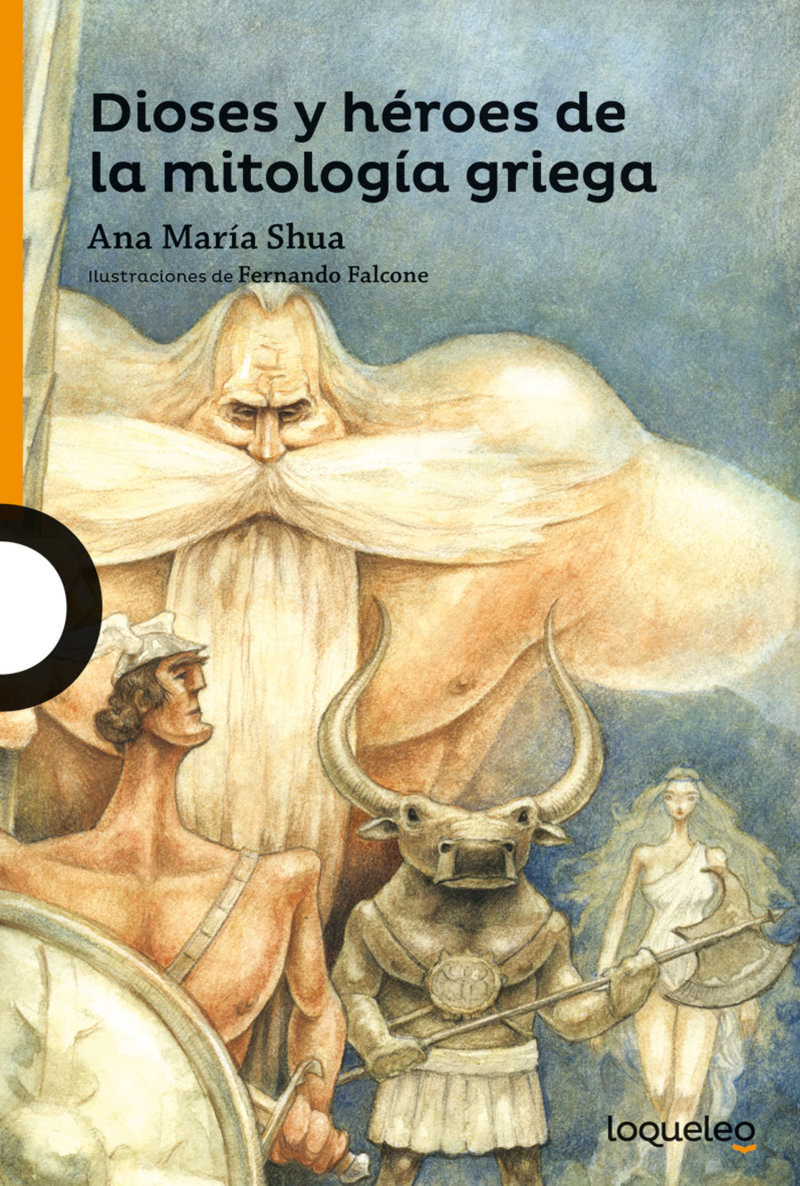 Dioses y héroes de
la mitología griega
Ana María Shua
Ilustraciones de Fernando Falcone
loqueleo